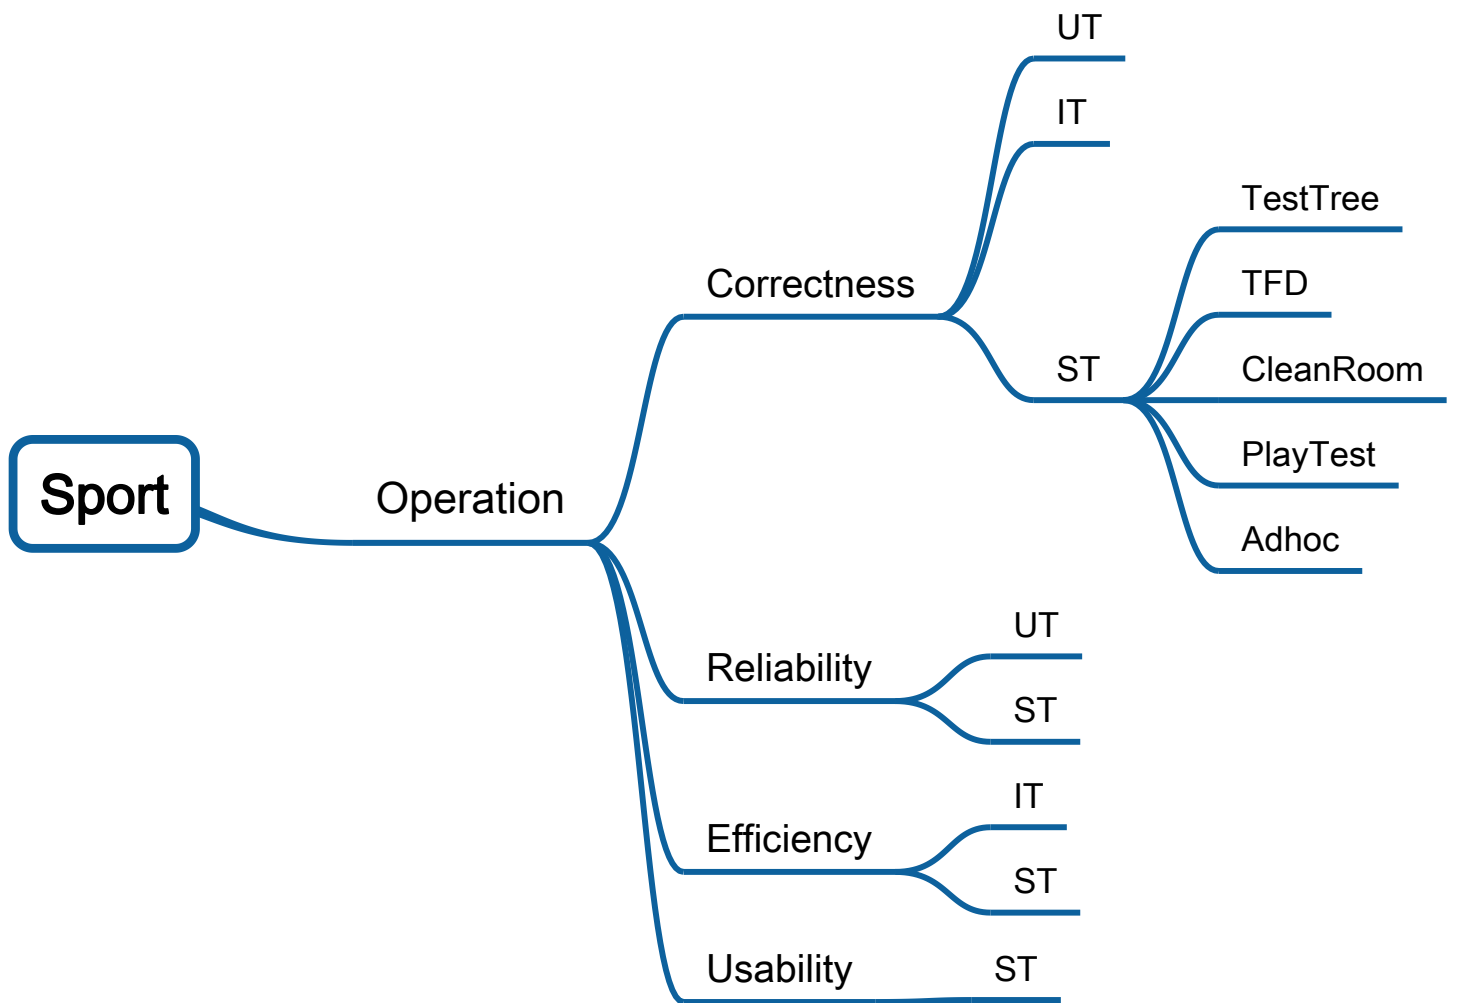 Sport
Operation
Correctness
UT
IT
ST
TestTree
TFD
CleanRoom
PlayTest
Adhoc
Reliability
UT
ST
Efficiency
IT
ST
Usability
ST